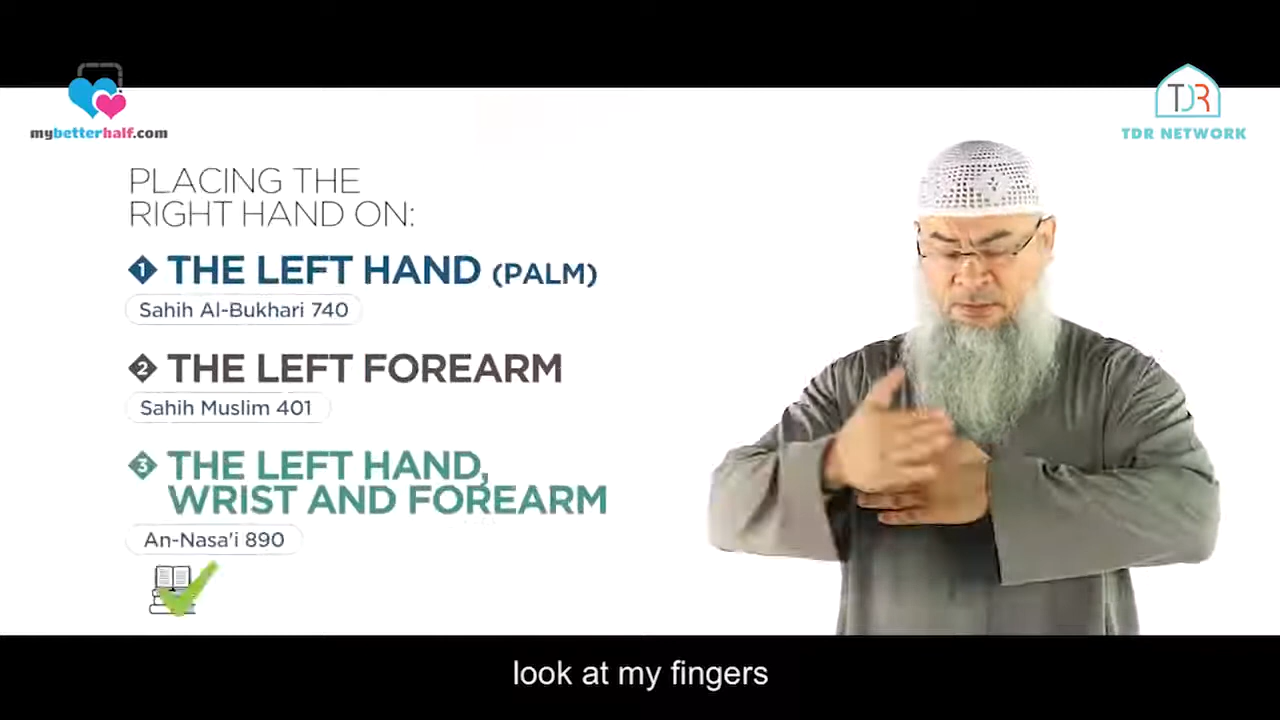 mybetterhalf.com
TDR
TDR NETWORK
PLACING THE
RIGHT HAND ON:
1 THE LEFT HAND (PALM)
Sahih Al-Bukhari 740
2 THE LEFT FOREARM
Sahih Muslim 401
3 THE LEFT HAND,
WRIST AND FOREARM
An-Nasa'i 890
look at my fingers